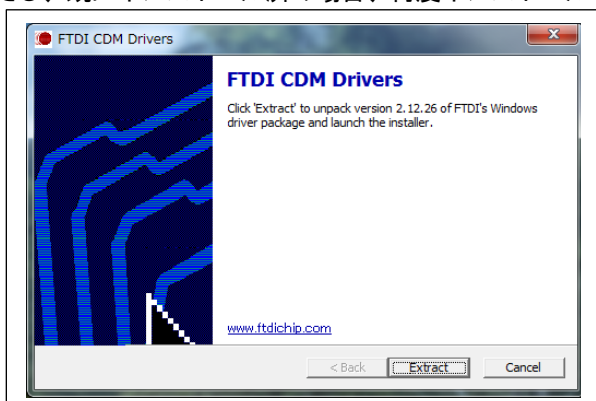 FTDI CDM Drivers
FTDI CDM Drivers
Click 'Extract' to unpack version 2.12.26 of FTDI's Windows
driver package and launch the installer.
www.ftdichip.com
< Back Extract Cancel